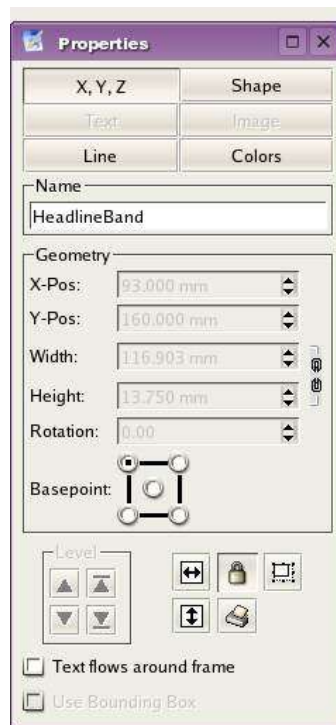 Properties
X, Y, Z Shape
Text Image
Line Colors
Name
HeadlineBand
Geometry
X-Pos: 93.000 mm
Y-Pos: 160.000 mm
Width: 116.903 mm
Height: 13.750 mm
Rotation: 0.00
Basepoint:
Level
Text flows around frame
Use Bounding Box